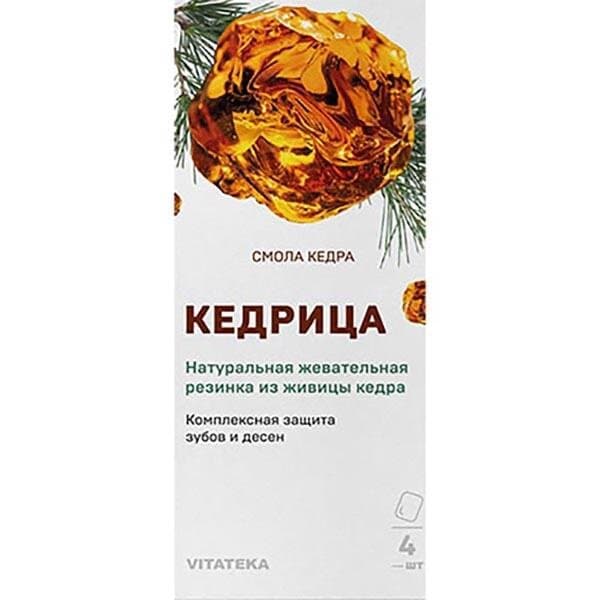 СМОЛА КЕДРА
КЕДРИЦА
Натуральная жевательная
резинка из живицы кедра
Комплексная защита
зубов и десен
4
— шт
VITATEKA